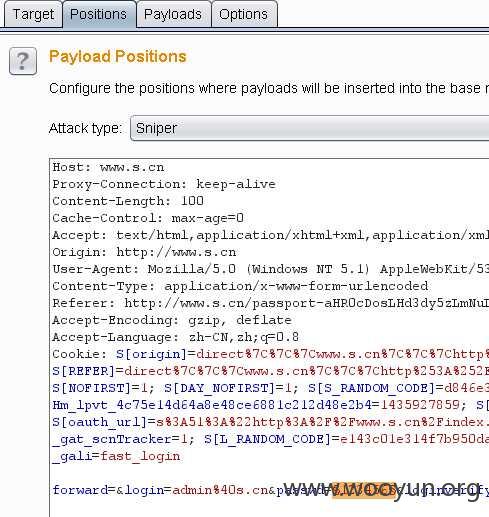 Target Positions Payloads Options
? Payload Positions
Configure the positions where payloads will be inserted into the base
Attack type: Sniper
Host: www.s.cn
Proxy-Connection: keep-alive
Content-Length: 100
Cache-Control: max-age=0
Accept: text/html,application/xhtml+xml,application/xml
Origin: http://www.s.cn
User-Agent: Mozilla/5.0 (Windows NT 5.1) AppleWebKit/53
Content-Type: application/x-www-form-urlencoded
Referer: http://www.s.cn/passport-aHR0cDosLHd3dy5zLmNuL
Accept-Encoding: gzip, deflate
Accept-Language: zh-CN,zh;q=0.8
Cookie: S[origin]=direct%7C%7C%7Cwww.s.cn%7C%7C%7Chttp%
S[REFER]=direct%7C%7C%7Cwww.s.cn%7C%7C%7Chttp%253A%252F
S[NOFIRST]=1; S[DAY_NOFIRST]=1; S[S_RANDOM_CODE]=d846e3
Hm_lpvt_4c75e14d64a8e48ce6881c212d48e2b4=1435927859; S[
S[oauth_url]=s%3A51%3A%22http%3A%2F%2Fwww.s.cn%2Findex.
_gat_scnTracker=1; S[L_RANDOM_CODE]=e143c01e314f7b950da
_gali=fast_login
forward=&login=admin%40s.cn&passwd=
www.wooyun.org